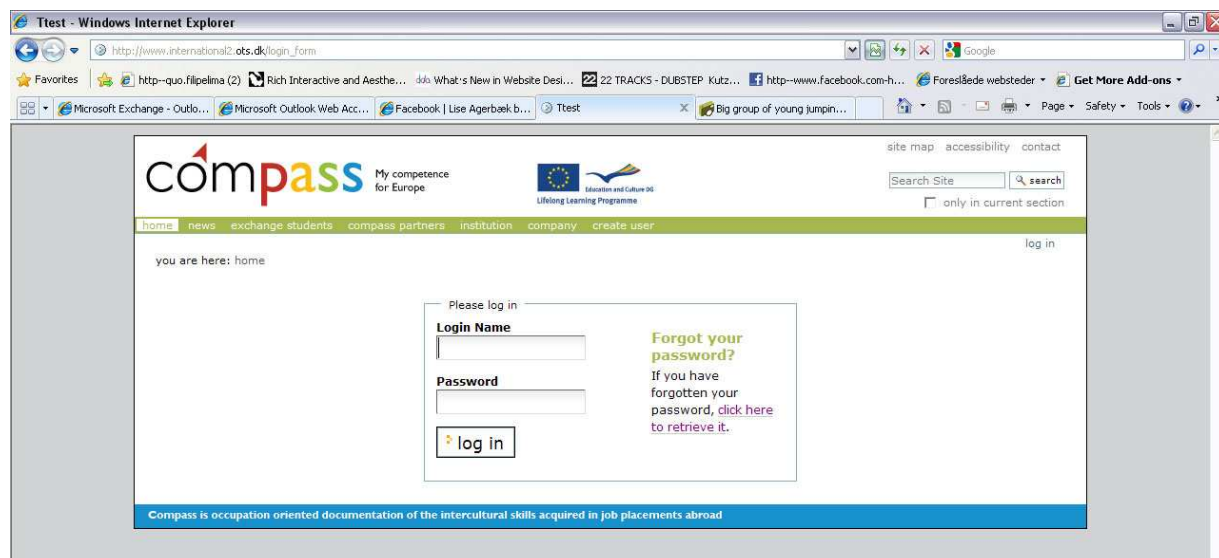 Ttest - Windows Internet Explorer
http://www.international2.ots.dk/login_form
Google
Favorites http--quo.filipelima (2) Rich Interactive and Aesthe... What's New in Website Desi... 22 22 TRACKS - DUBSTEP Kutz... http--www.facebook.com-h... Foreslåede websteder Get More Add-ons
Microsoft Exchange - Outlo... Microsoft Outlook Web Acc... Facebook | Lise Agerbæk b... Ttest X Big group of young jumpin... Page Safety Tools
site map accessibility contact
compass My competence
for Europe
Education and Culture DG
Lifelong Learning Programme
Search Site search
only in current section
home news exchange students compass partners institution company create user
log in
you are here: home
Please log in
Login Name
Password
log in
Forgot your
password?
If you have
forgotten your
password, click here
to retrieve it.
Compass is occupation oriented documentation of the intercultural skills acquired in job placements abroad